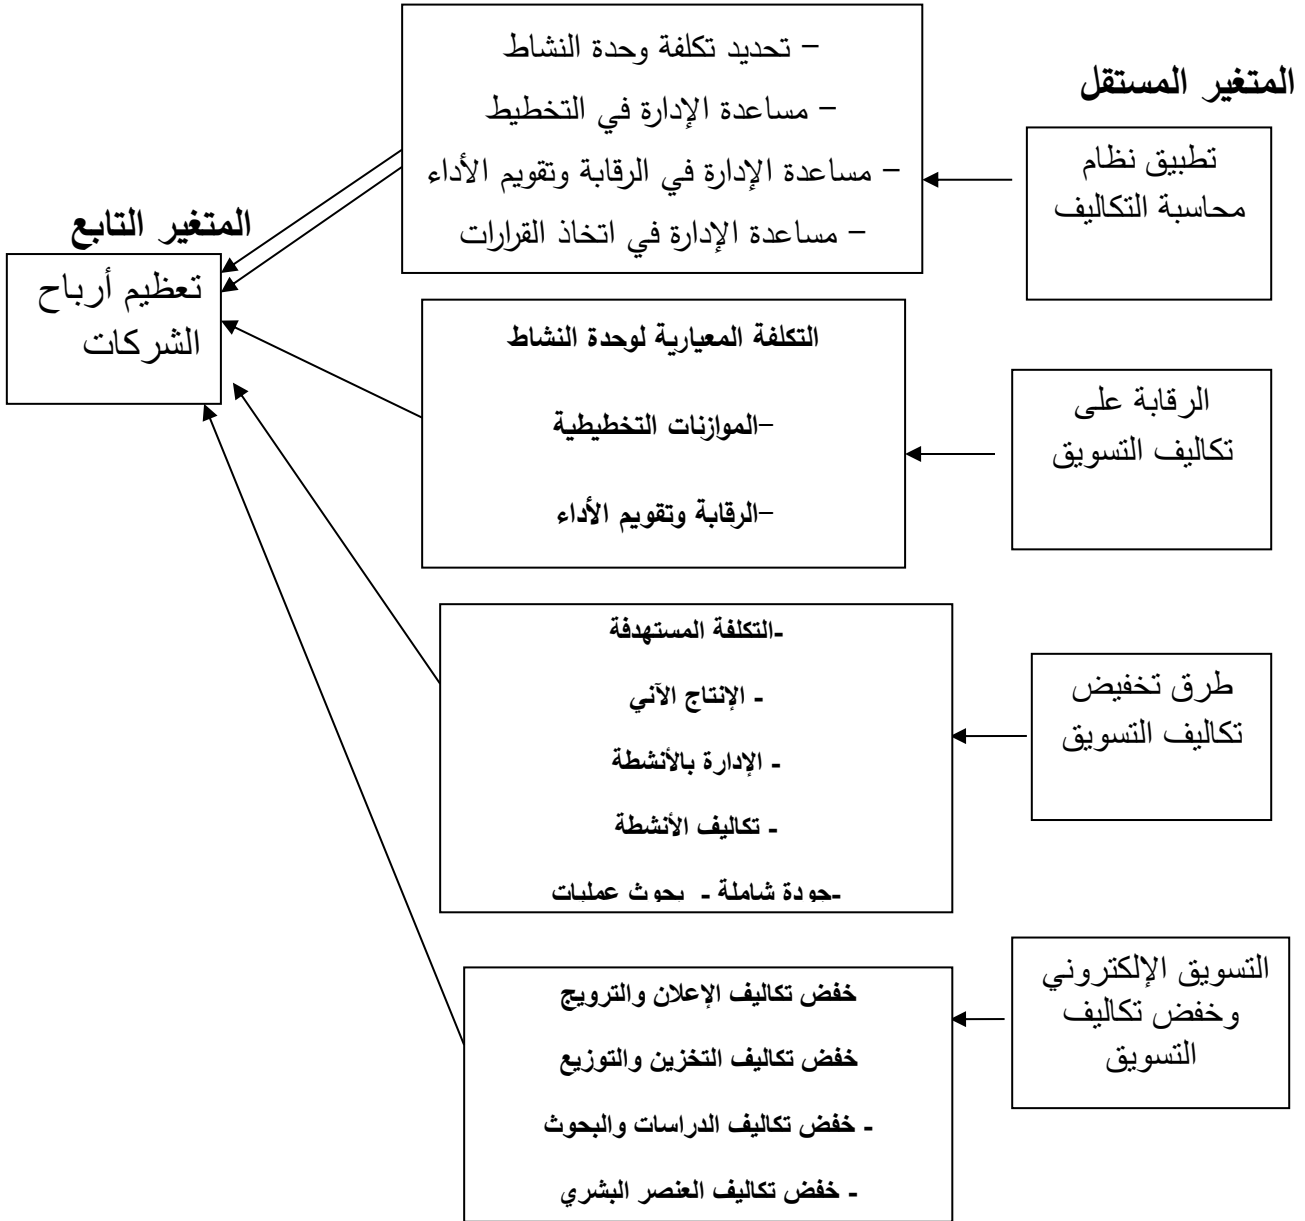 المتغير المستقل
تطبيق نظام
محاسبة التكاليف
– تحديد تكلفة وحدة النشاط
– مساعدة الإدارة في التخطيط
– مساعدة الإدارة في الرقابة وتقويم الأداء
– مساعدة الإدارة في اتخاذ القرارات
المتغير التابع
تعظيم أرباح
الشركات
الرقابة على
تكاليف التسويق
التكلفة المعيارية لوحدة النشاط
–الموازنات التخطيطية
–الرقابة وتقويم الأداء
طرق تخفيض
تكاليف التسويق
-التكلفة المستهدفة
- الإنتاج الآني
- الإدارة بالأنشطة
- تكاليف الأنشطة
-جودة شاملة - بحوث عمليات
التسويق الإلكتروني
وخفض تكاليف
التسويق
خفض تكاليف الإعلان والترويج
خفض تكاليف التخزين والتوزيع
- خفض تكاليف الدراسات والبحوث
- خفض تكاليف العنصر البشري